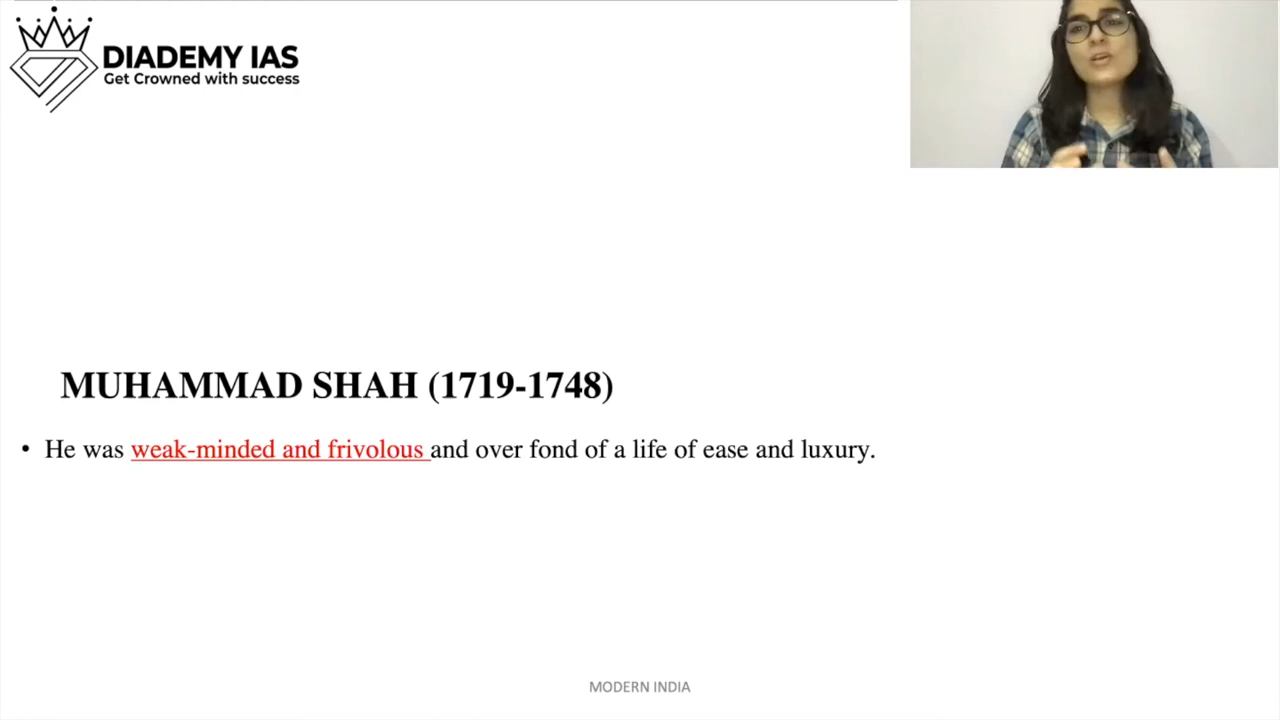 DIADEMY IAS
Get Crowned with success
MUHAMMAD SHAH (1719-1748)
• He was weak-minded and frivolous and over fond of a life of ease and luxury.
MODERN INDIA